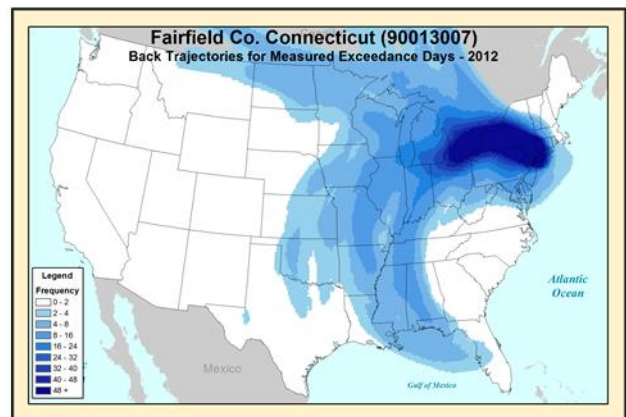 Fairfield Co. Connecticut (90013007)
Back Trajectories for Measured Exceedance Days - 2012
Legend
Frequency
0 - 2
2 - 4
4 - 8
8 - 16
16 - 24
24 - 32
32 - 40
40 - 48
48 +
Atlantic
Ocean
Mexico
Gulf of Mexico